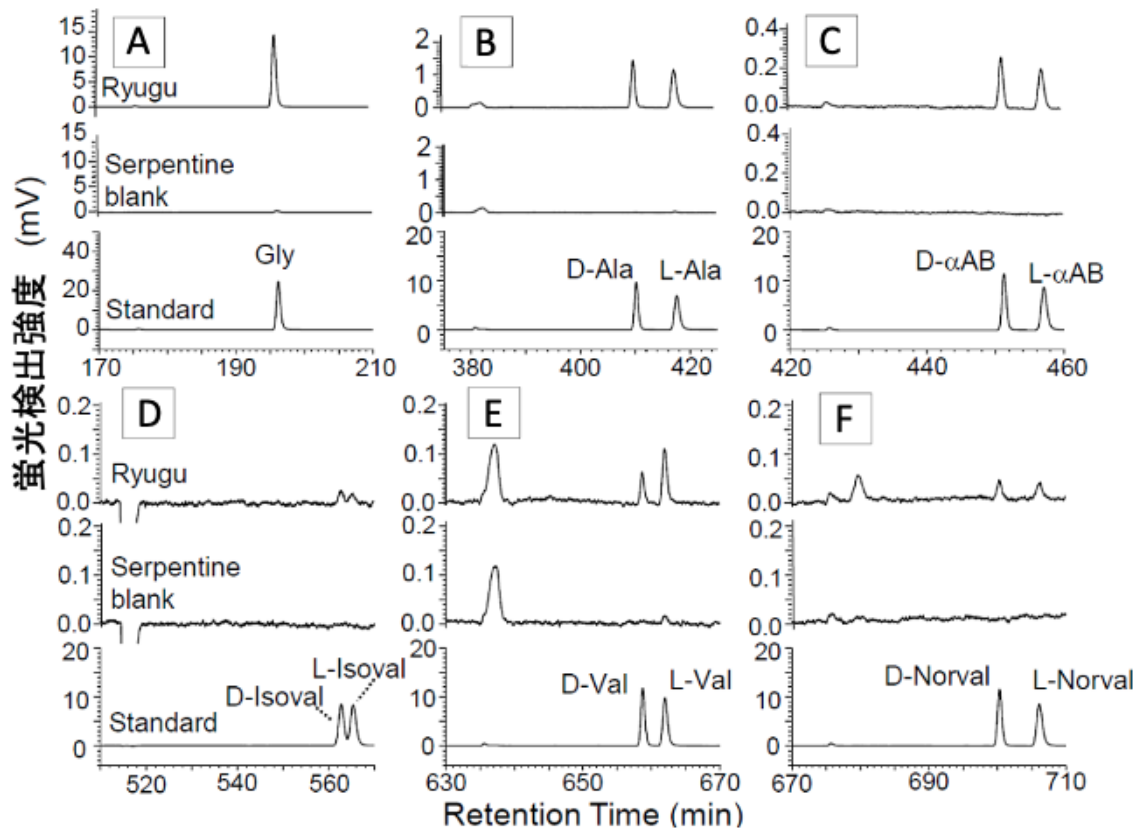 A
B
C
15
10
5
0
Ryugu
2
1
0
0.4
0.2
0.0
15
10
5
0
Serpentine
blank
2
1
0
0.4
0.2
0.0
40
20
0
Gly
Standard
20
10
0
D-Ala
L-Ala
20
10
0
D-αAB
L-αAB
170
195
210
380
400
420
420
440
460
蛍光検出強度 (mV)
D
E
F
0.2
0.1
0.0
Ryugu
0.2
0.1
0.0
0.2
0.1
0.0
0.2
0.1
0.0
Serpentine
blank
0.2
0.1
0.0
0.2
0.1
0.0
20
10
0
L-Isoval
D-Isoval
Standard
20
10
0
D-Val
L-Val
20
10
0
D-Norval
L-Norval
520
560
630
650
670
670
690
710
Retention Time (min)